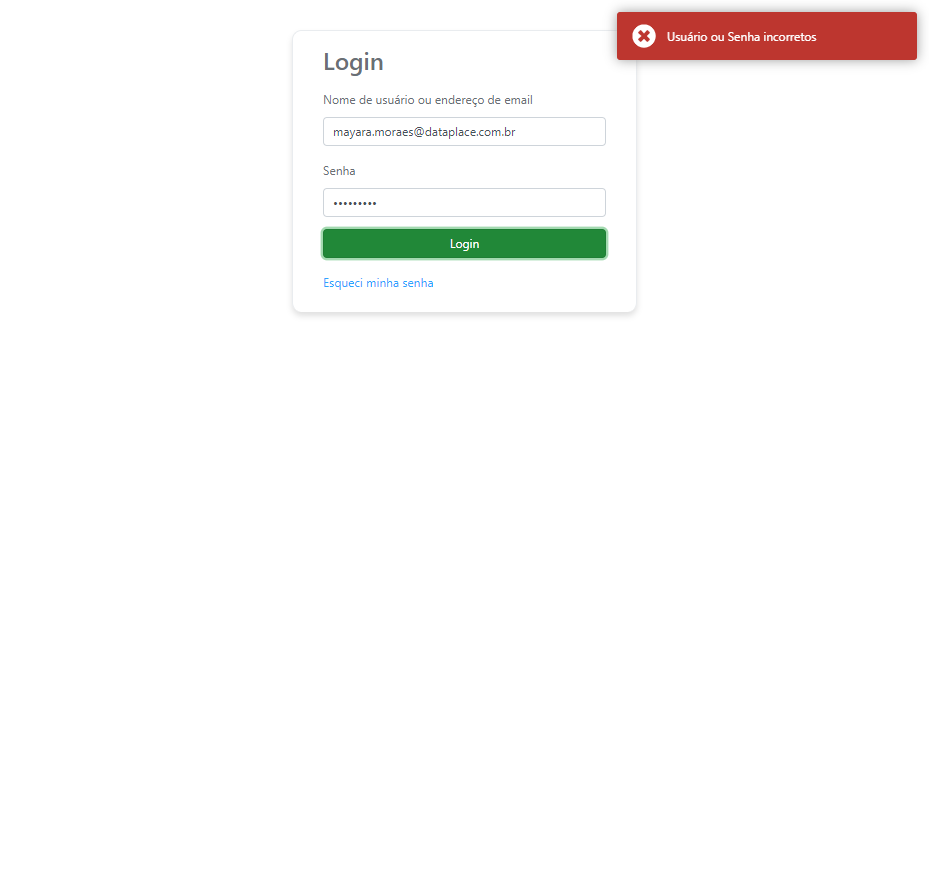 Usuário ou Senha incorretos
Login
Nome de usuário ou endereço de email
mayara.moraes@dataplace.com.br
Senha
•••••••••
Login
Esqueci minha senha